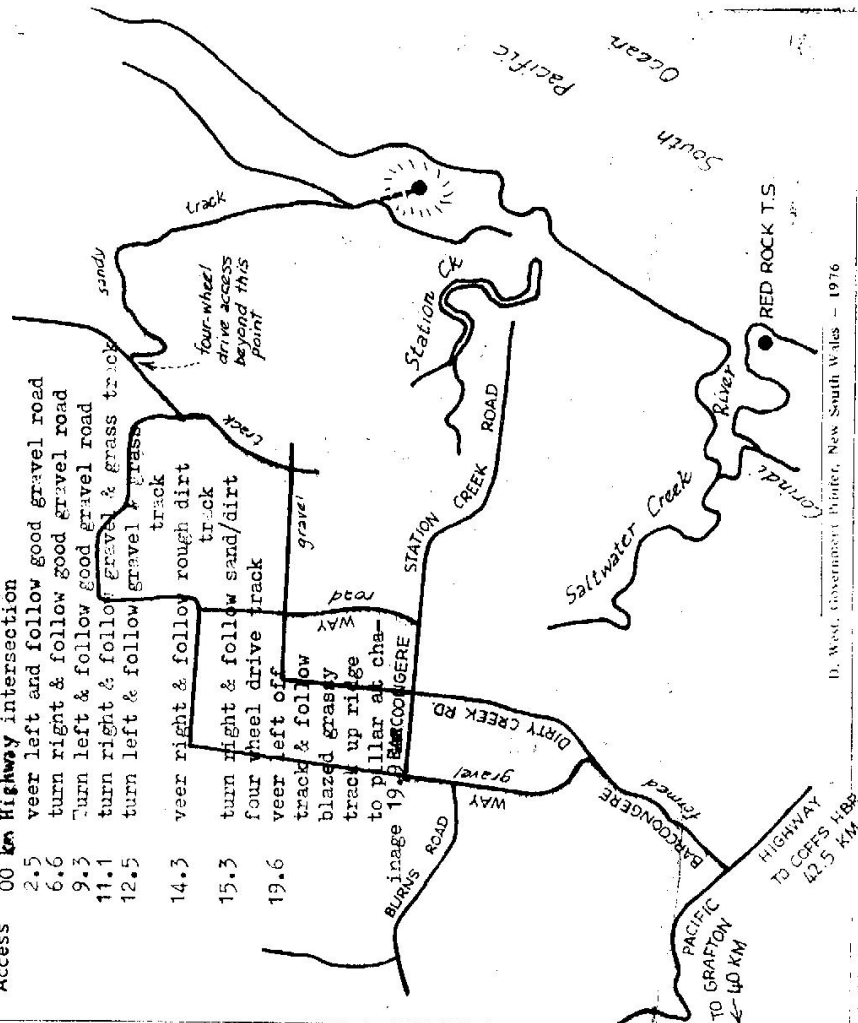 Access 00 km Highway intersection
2.5 veer left and follow good gravel road
6.6 turn right & follow good gravel road
9.3 Turn left & follow good gravel road
11.1 turn right & follow gravel & grass track
12.5 turn left & follow gravel & grass
track
14.3 veer right & follow rough dirt
track
15.3 turn right & follow sand/dirt
four wheel drive track
19.6 veer left off
track & follow
blazed grassy
track up ridge
to pillar at cha-
inage 19.9
sandy
track
four-wheel
drive access
beyond this
point
track
gravel
road
WAY
BARCOONGERE
STATION CREEK ROAD
Station Ck
DIRTY CREEK RD.
gravel
WAY
BARCOONGERE
formed
BURNS ROAD
PACIFIC
HIGHWAY
TO GRAFTON
← 40 KM
TO COFFS HBR
42.5 KM
Saltwater Creek
River
Corindi
RED ROCK T.S.
South
Pacific
Ocean
D. West, Government Printer, New South Wales – 1976